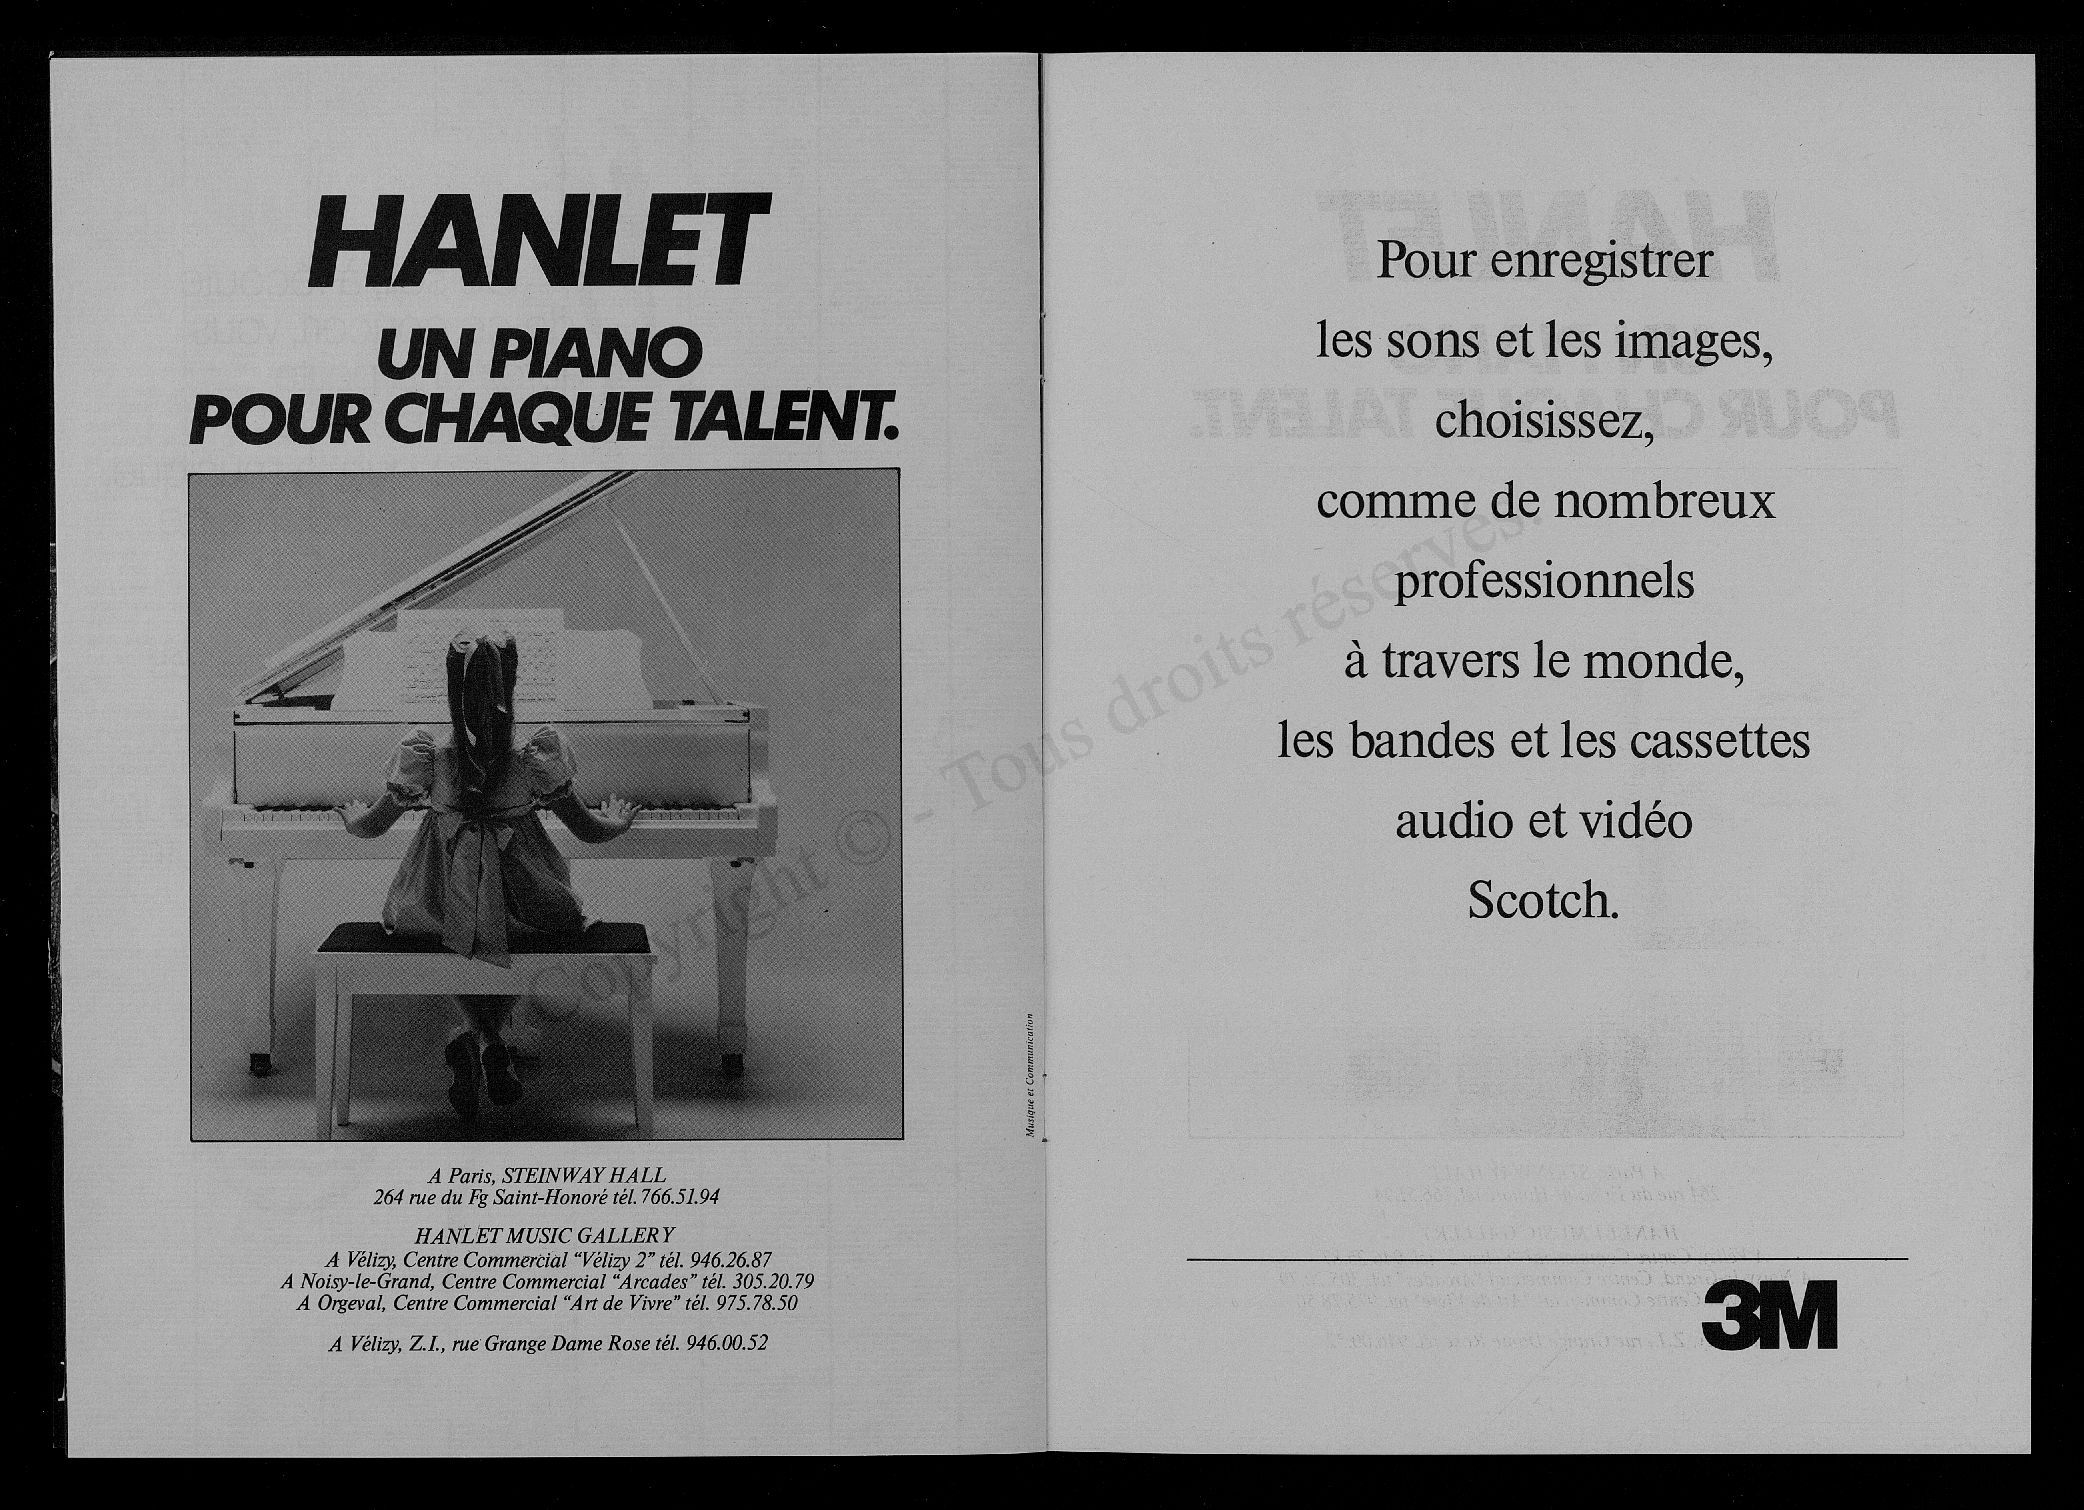 HANLET
UN PIANO
POUR CHAQUE TALENT.
A Paris, STEINWAY HALL
264 rue du Fg Saint-Honoré tél. 766.51.94
HANLET MUSIC GALLERY
A Vélizy, Centre Commercial “Vélizy 2” tél. 946.26.87
A Noisy-le-Grand, Centre Commercial “Arcades” tél. 305.20.79
A Orgeval, Centre Commercial “Art de Vivre” tél. 975.78.50
A Vélizy, Z.I., rue Grange Dame Rose tél. 946.00.52
Musique et Communication
Pour enregistrer
les sons et les images,
choisissez,
comme de nombreux
professionnels
à travers le monde,
les bandes et les cassettes
audio et vidéo
Scotch.
3M
Copyright © - Tous droits réservés.